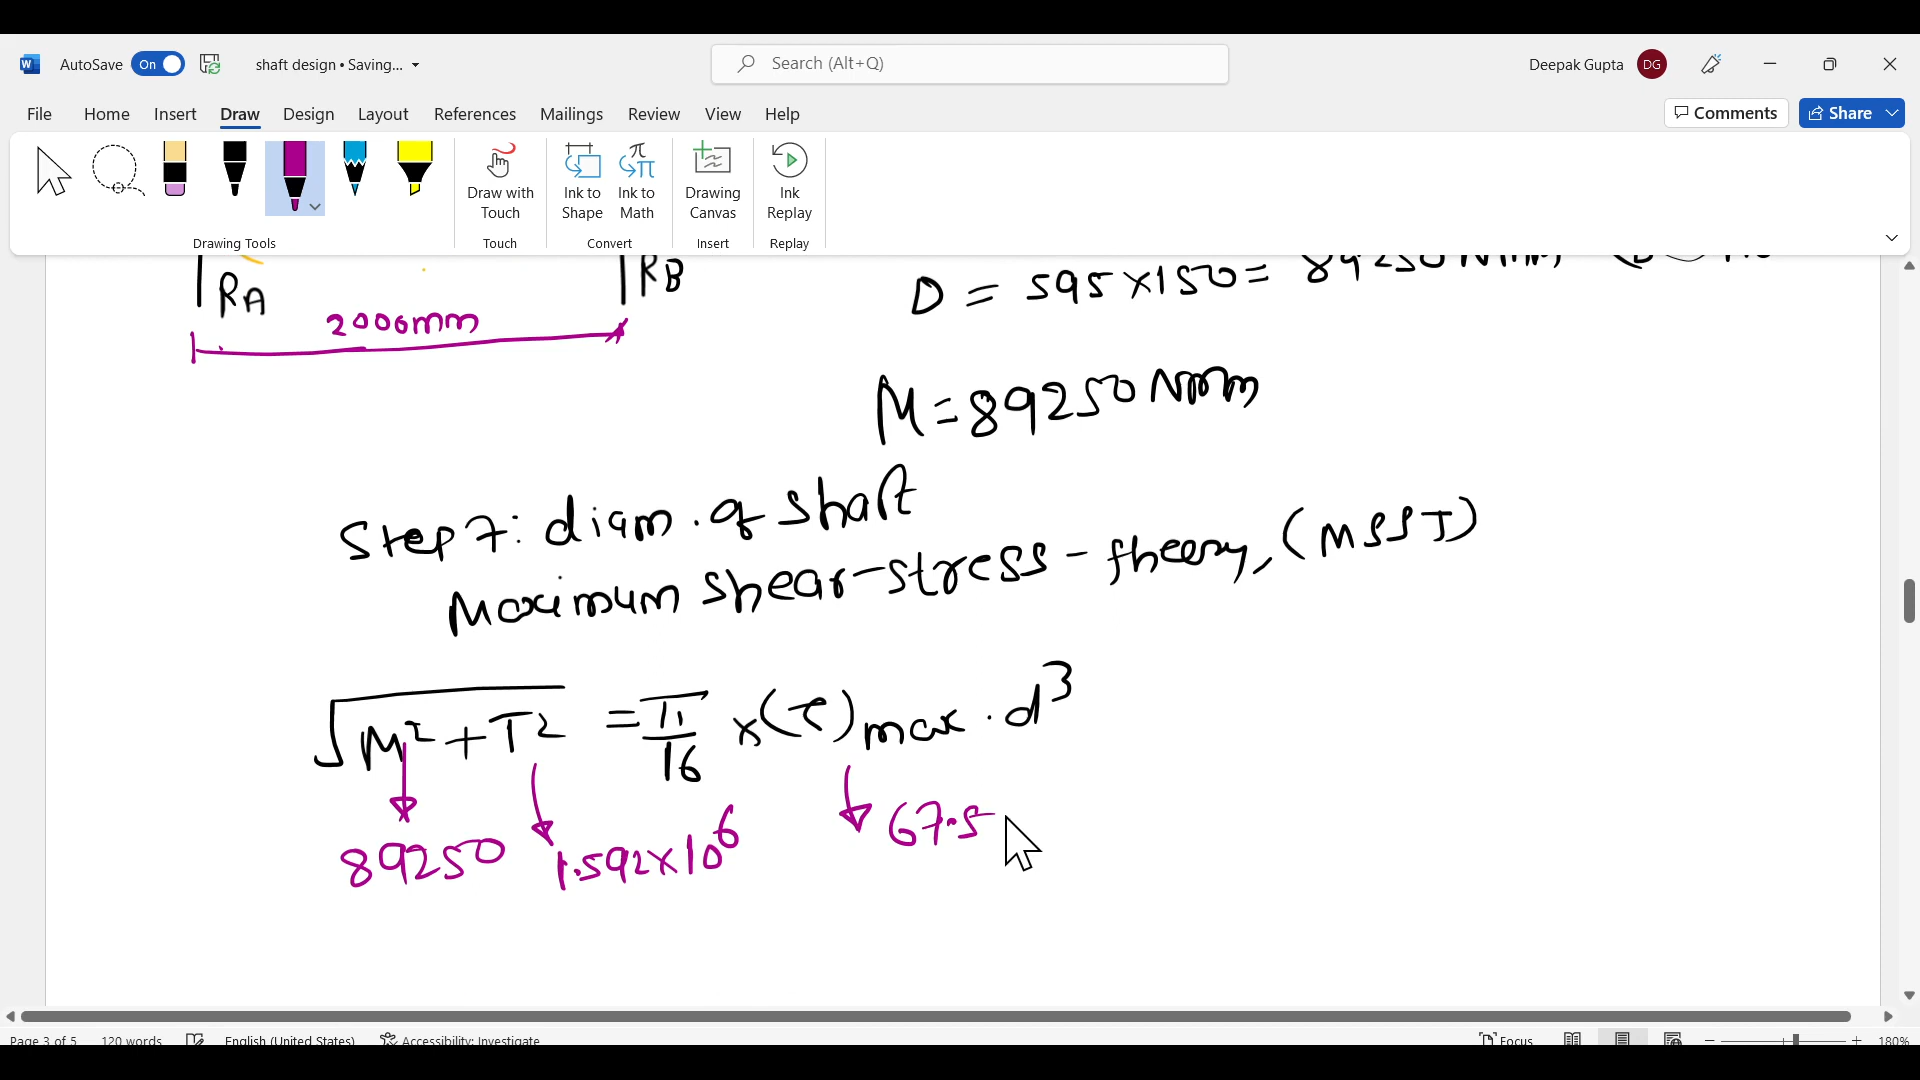 AutoSave On shaft design • Saving... Search (Alt+Q) Deepak Gupta DG
File Home Insert Draw Design Layout References Mailings Review View Help Comments Share
Draw with Touch
Ink to Shape
Ink to Math
Drawing Canvas
Ink Replay
Drawing Tools Touch Convert Insert Replay
RA RB
2000mm
D = 595×150= 89250 Nmm
M=89250 Nmm
Step 7: diam. of shaft
Maximum shear-stress-theory, (MSST)
√M²+T² = π/16 ×(τ)max . d³
89250 1.592×10⁶ 67.5
Page 3 of 5 120 words English (United States) Accessibility: Investigate Focus 180%